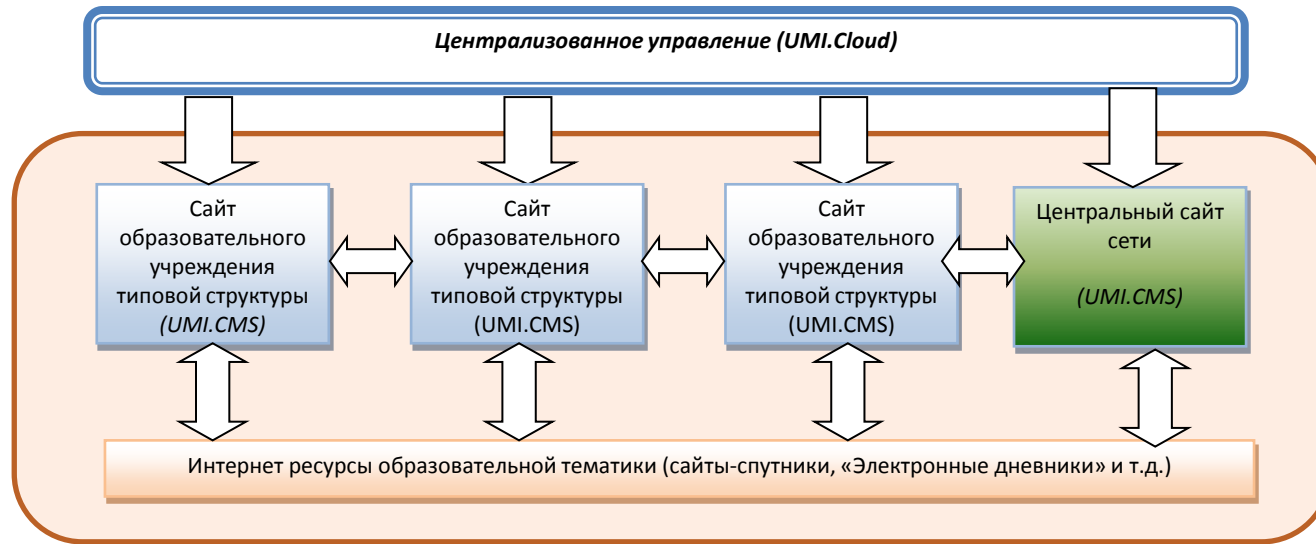 Централизованное управление (UMI.Cloud)
Сайт
образовательного
учреждения
типовой структуры
(UMI.CMS)
Сайт
образовательного
учреждения
типовой структуры
(UMI.CMS)
Сайт
образовательного
учреждения
типовой структуры
(UMI.CMS)
Центральный сайт
сети
(UMI.CMS)
Интернет ресурсы образовательной тематики (сайты-спутники, «Электронные дневники» и т.д.)